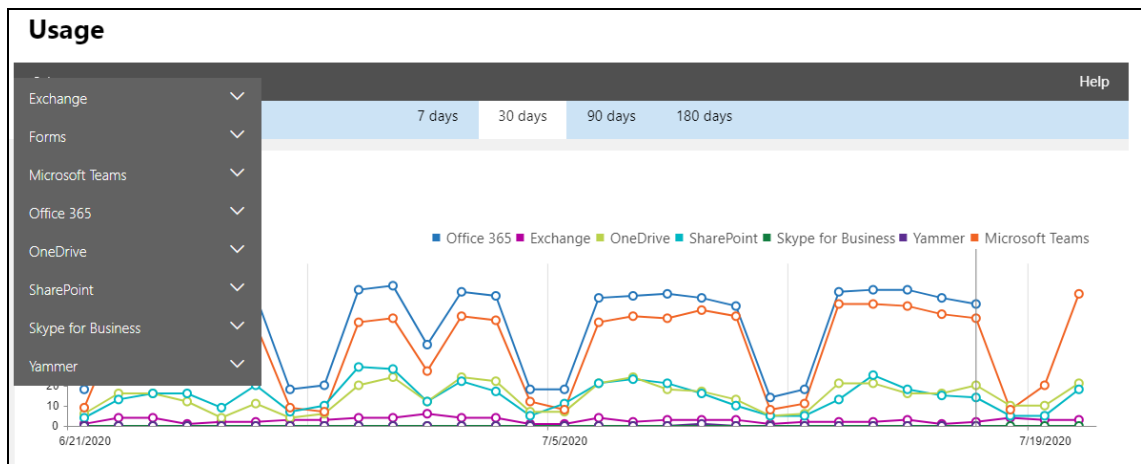 Usage
Help
Exchange
Forms
Microsoft Teams
Office 365
OneDrive
SharePoint
Skype for Business
Yammer
7 days 30 days 90 days 180 days
Office 365 Exchange OneDrive SharePoint Skype for Business Yammer Microsoft Teams
20
10
0
6/21/2020 7/5/2020 7/19/2020